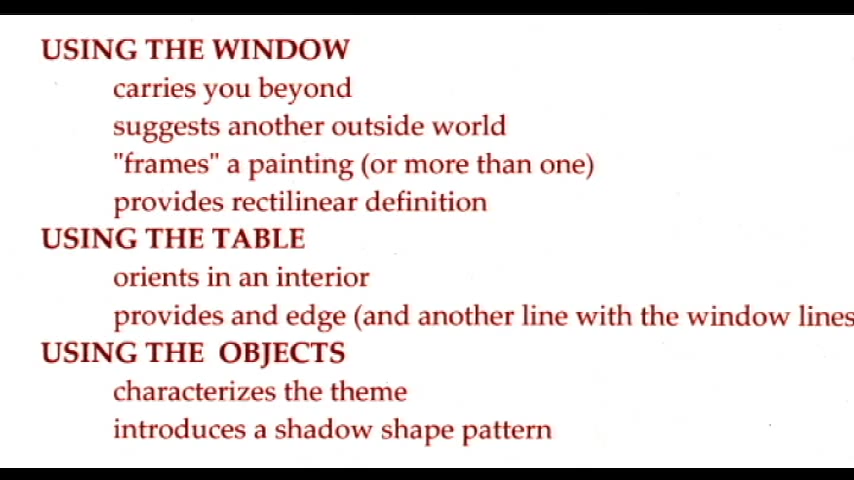 USING THE WINDOW
carries you beyond
suggests another outside world
"frames" a painting (or more than one)
provides rectilinear definition
USING THE TABLE
orients in an interior
provides and edge (and another line with the window lines
USING THE OBJECTS
characterizes the theme
introduces a shadow shape pattern